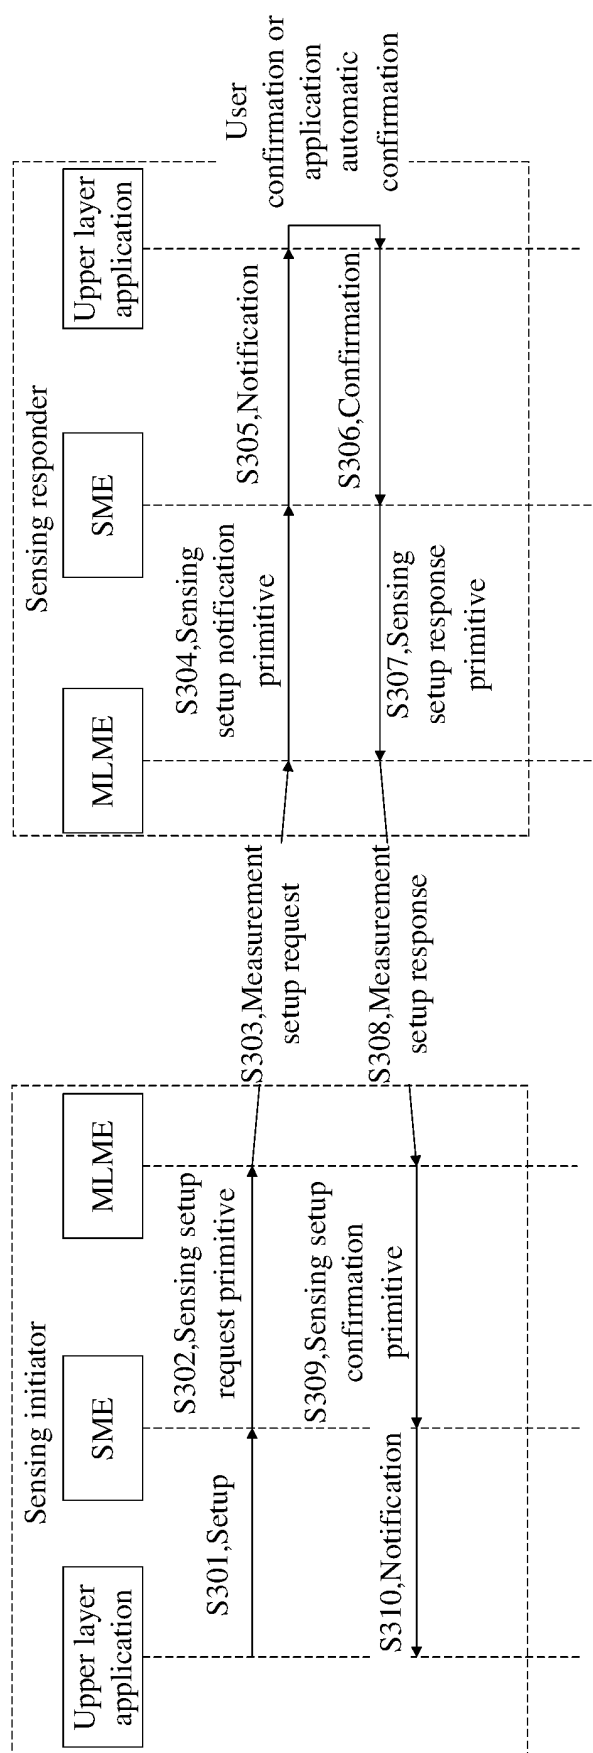 Sensing initiator
Upper layer
application
SME
MLME
S301,Setup
S302,Sensing setup
request primitive
S303,Measurement
setup request
Sensing responder
MLME
SME
Upper layer
application
S304,Sensing
setup notification
primitive
S305,Notification
User
confirmation or
application
automatic
confirmation
S306,Confirmation
S307,Sensing
setup response
primitive
S308,Measurement
setup response
S309,Sensing setup
confirmation
primitive
S310,Notification